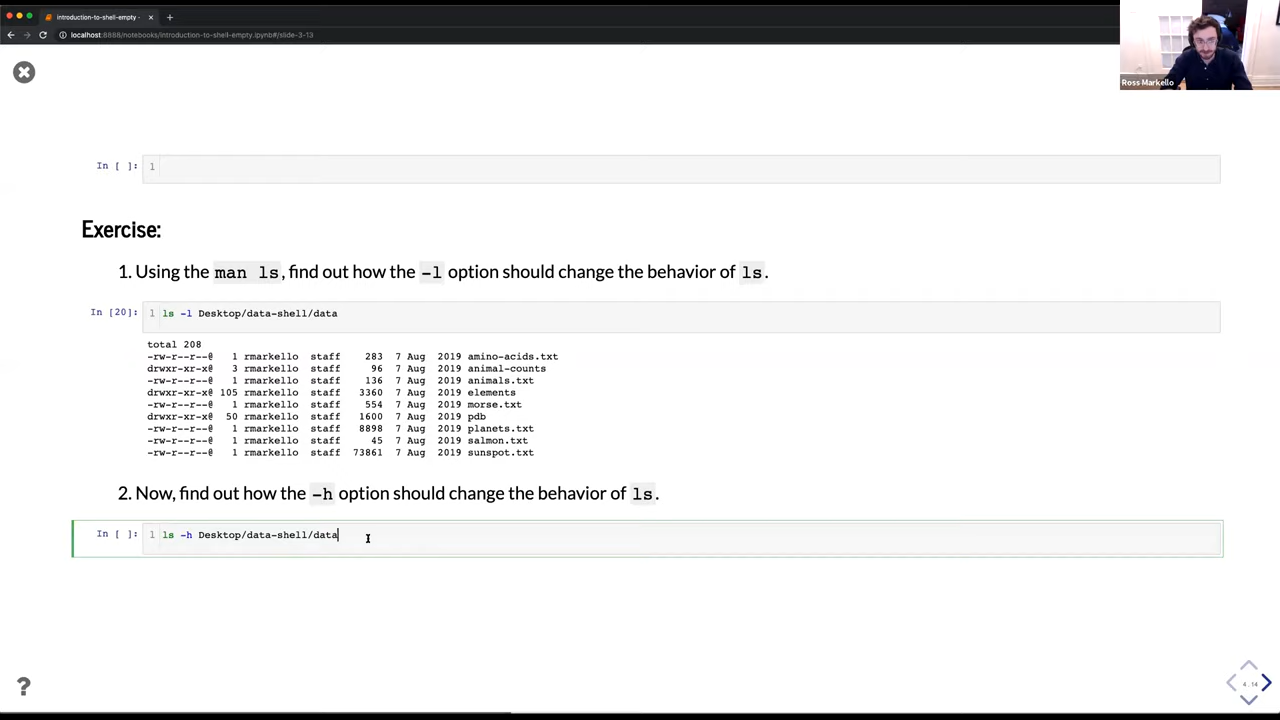 introduction-to-shell-empty -
localhost:8888/notebooks/introduction-to-shell-empty.ipynb#/slide-3-13
Ross Markello
In [ ]: 1
Exercise:
1. Using the man ls, find out how the -l option should change the behavior of ls.
In [20]: 1 ls -l Desktop/data-shell/data
total 208
-rw-r--r--@ 1 rmarkello staff 283 7 Aug 2019 amino-acids.txt
drwxr-xr-x@ 3 rmarkello staff 96 7 Aug 2019 animal-counts
-rw-r--r--@ 1 rmarkello staff 136 7 Aug 2019 animals.txt
drwxr-xr-x@ 105 rmarkello staff 3360 7 Aug 2019 elements
-rw-r--r--@ 1 rmarkello staff 554 7 Aug 2019 morse.txt
drwxr-xr-x@ 50 rmarkello staff 1600 7 Aug 2019 pdb
-rw-r--r--@ 1 rmarkello staff 8898 7 Aug 2019 planets.txt
-rw-r--r--@ 1 rmarkello staff 45 7 Aug 2019 salmon.txt
-rw-r--r--@ 1 rmarkello staff 73861 7 Aug 2019 sunspot.txt
2. Now, find out how the -h option should change the behavior of ls.
In [ ]: 1 ls -h Desktop/data-shell/data
?
4.14